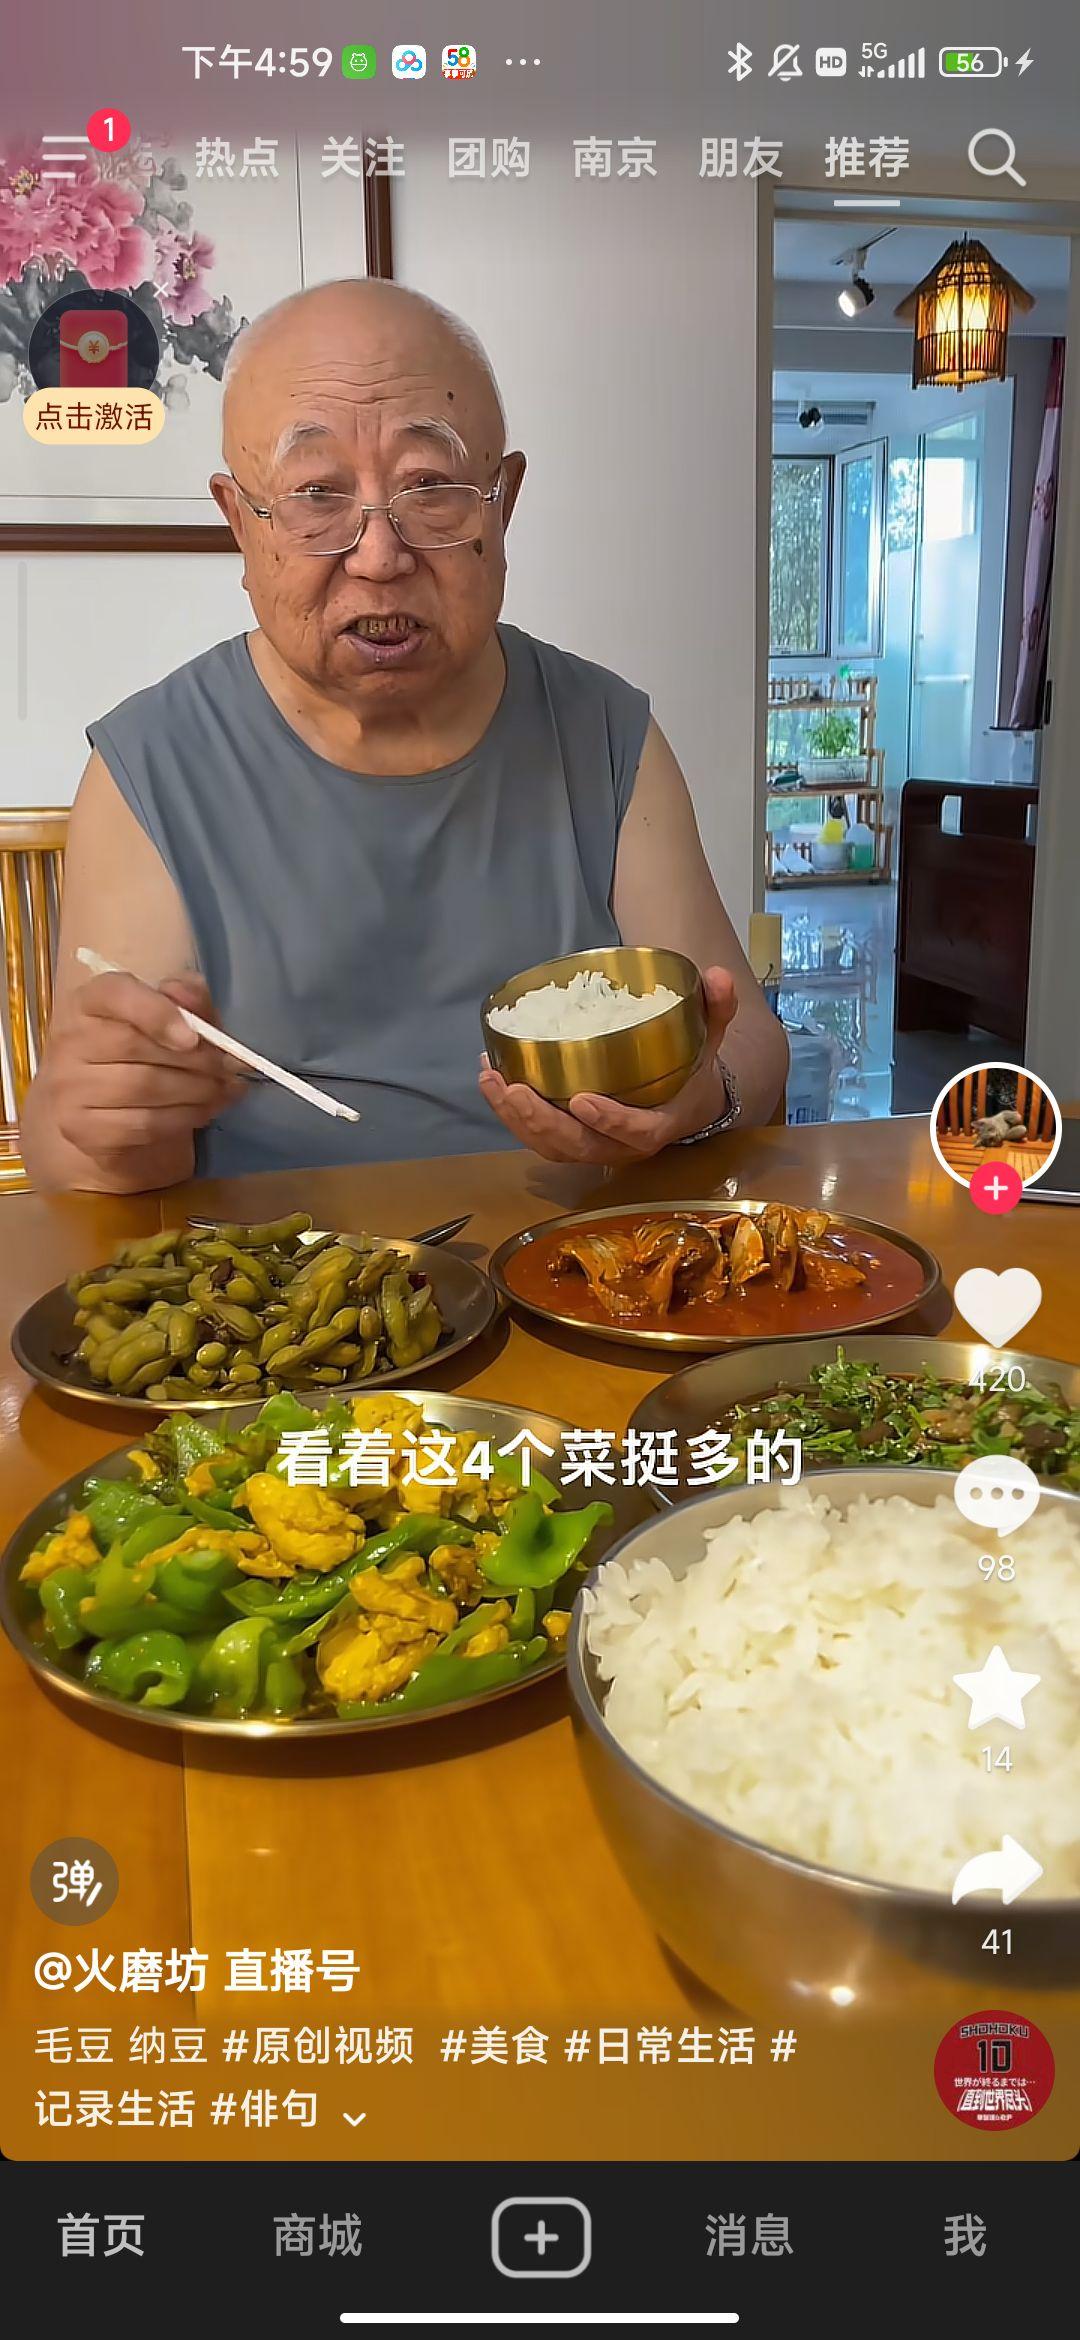 下午4:59
58
5G
HD
56
1
热点 关注 团购 南京 朋友 推荐
¥
点击激活
420
看着这4个菜挺多的
98
14
弹
41
@火磨坊 直播号
毛豆 纳豆 #原创视频 #美食 #日常生活 #
记录生活 #俳句
SHOHOKU
10
世界が終るまでは…
直到世界尽头
首页 商城 消息 我